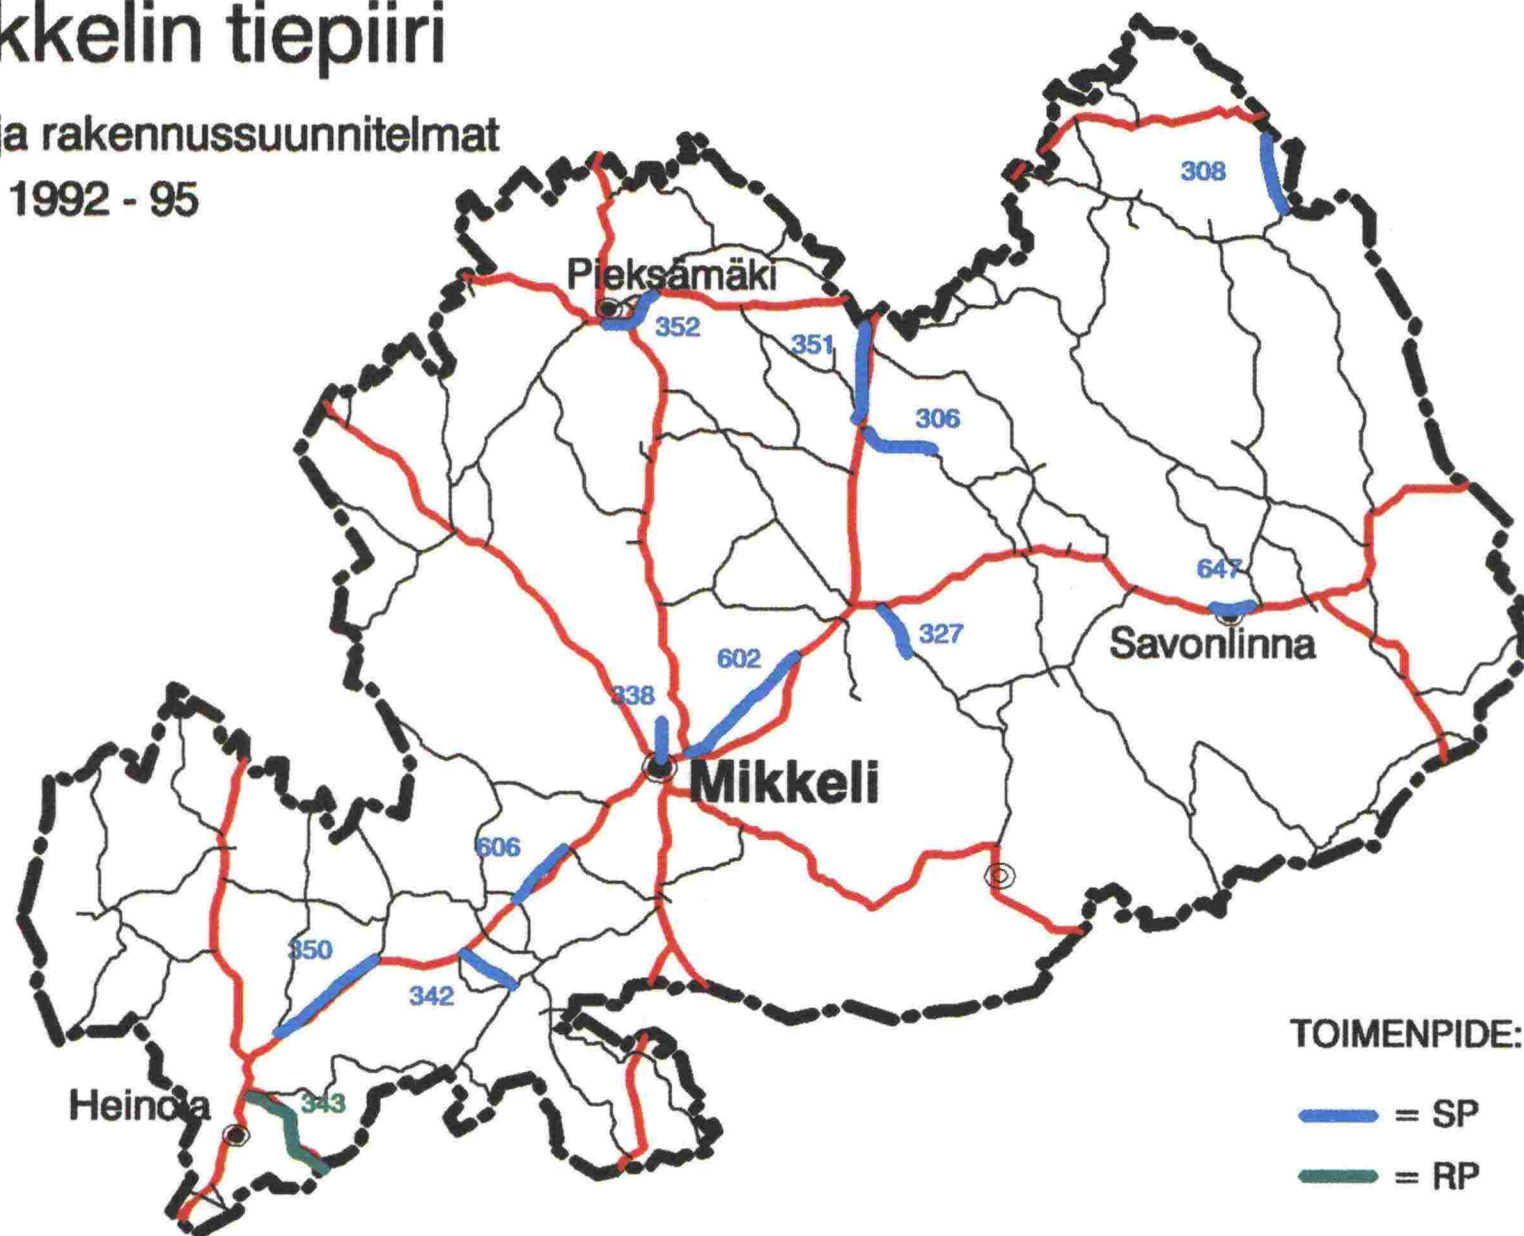 kkelin tiepiiri
ja rakennussuunnitelmat
1992 - 95
308
Pieksämäki
352
351
306
647
Savonlinna
327
602
338
Mikkeli
606
350
342
TOIMENPIDE:
Heinola
343
= SP
= RP